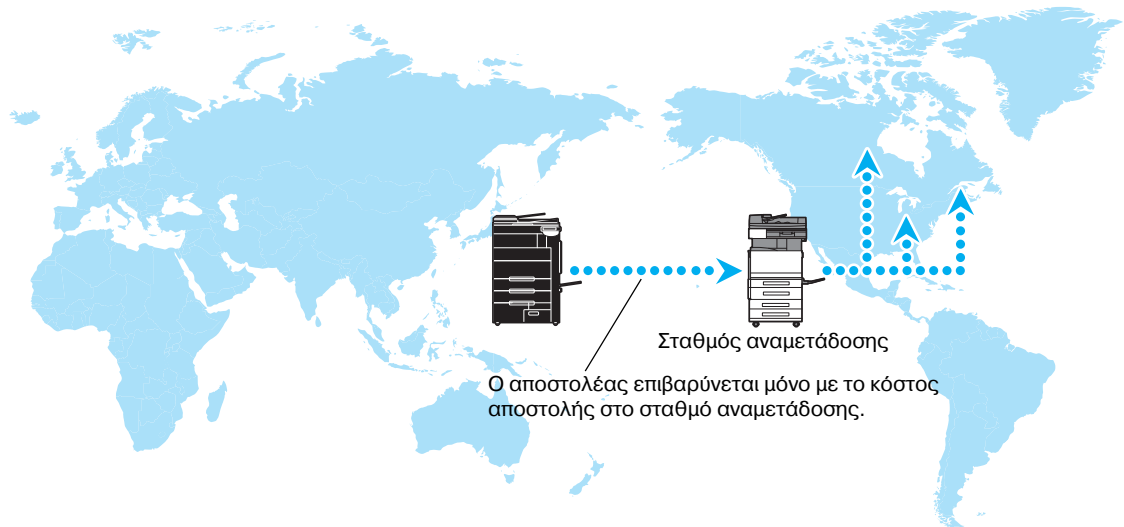 Σταθμός αναμετάδοσης
Ο αποστολέας επιβαρύνεται μόνο με το κόστος
αποστολής στο σταθμό αναμετάδοσης.